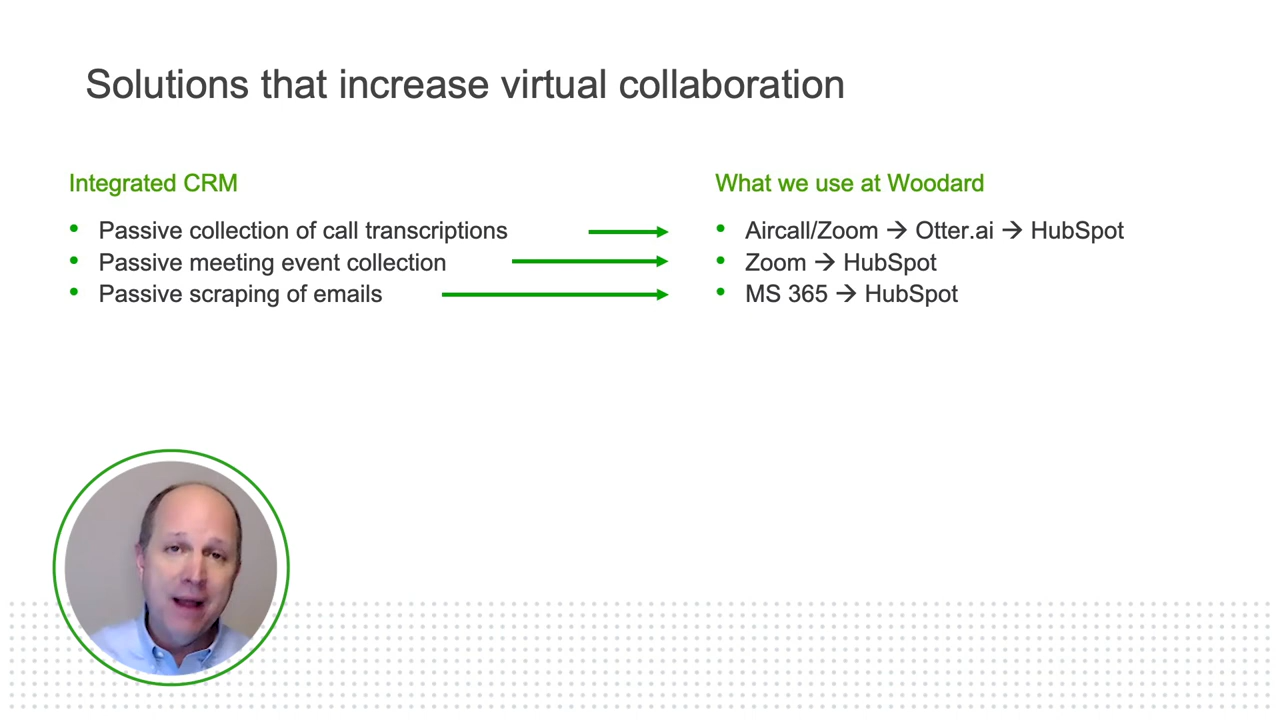 Solutions that increase virtual collaboration
Integrated CRM
• Passive collection of call transcriptions
• Passive meeting event collection
• Passive scraping of emails
What we use at Woodard
• Aircall/Zoom → Otter.ai → HubSpot
• Zoom → HubSpot
• MS 365 → HubSpot